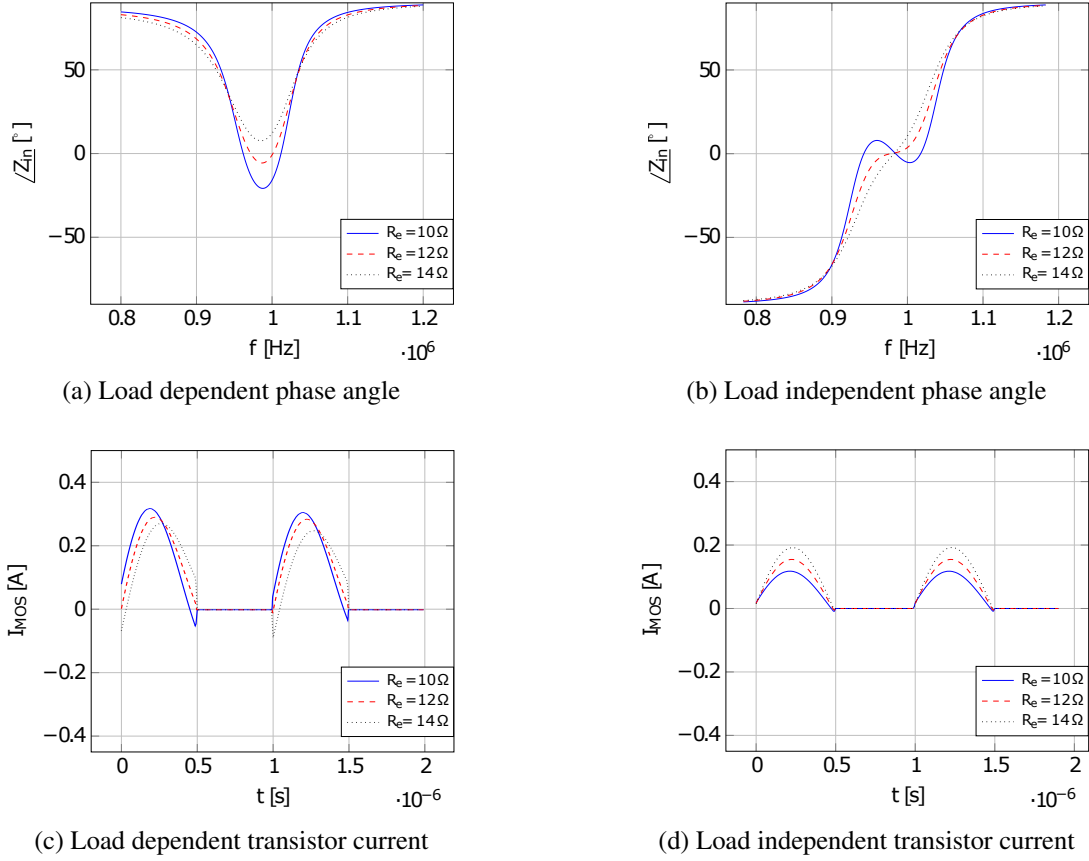 50
0
−50
∠Z_in [°]
R_e = 10Ω
R_e = 12Ω
R_e = 14Ω
0.8 0.9 1 1.1 1.2
f [Hz]
·10^6
(a) Load dependent phase angle
50
0
−50
∠Z_in [°]
R_e = 10Ω
R_e = 12Ω
R_e = 14Ω
0.8 0.9 1 1.1 1.2
f [Hz]
·10^6
(b) Load independent phase angle
0.4
0.2
0
−0.2
−0.4
I_MOS [A]
R_e = 10Ω
R_e = 12Ω
R_e = 14Ω
0 0.5 1 1.5 2
t [s]
·10^−6
(c) Load dependent transistor current
0.4
0.2
0
−0.2
−0.4
I_MOS [A]
R_e = 10Ω
R_e = 12Ω
R_e = 14Ω
0 0.5 1 1.5 2
t [s]
·10^−6
(d) Load independent transistor current